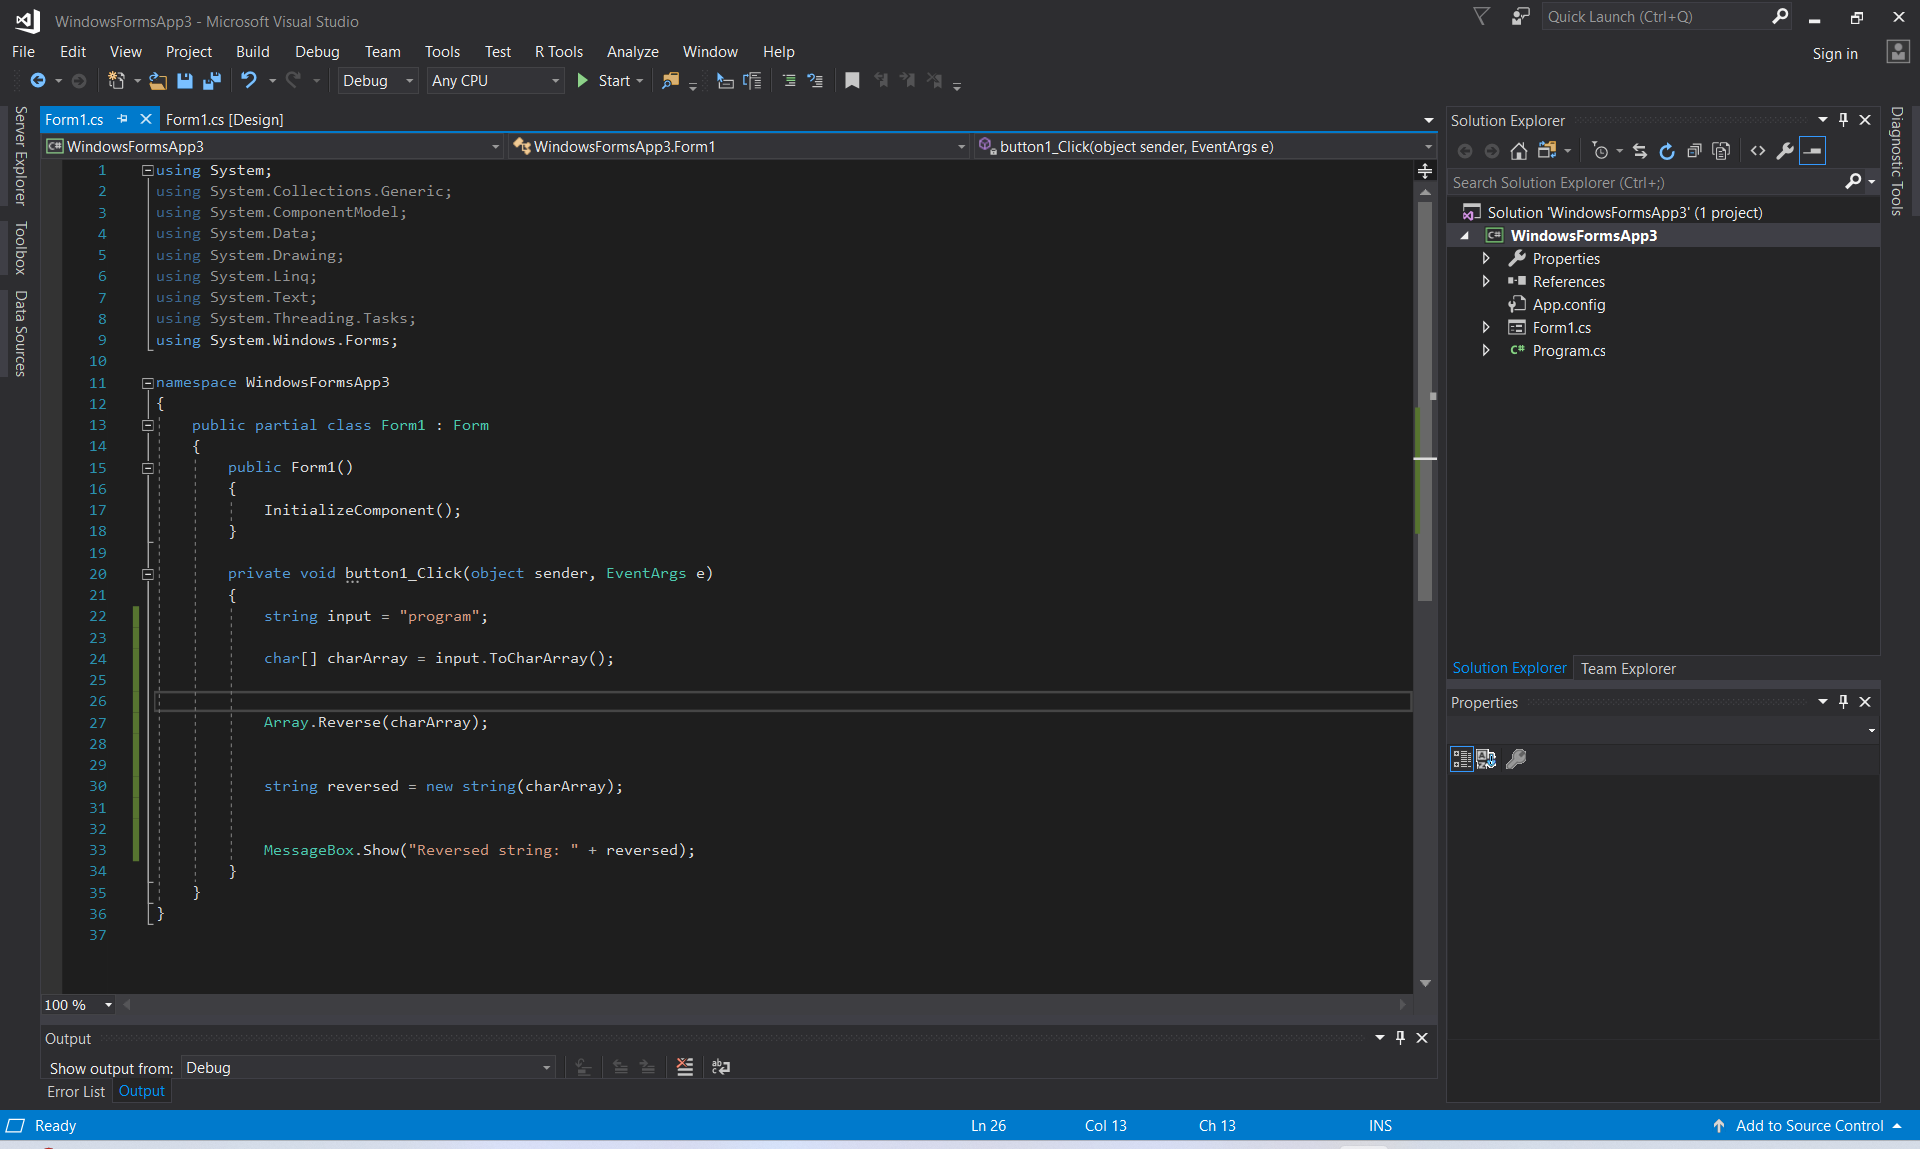 WindowsFormsApp3 - Microsoft Visual Studio
Quick Launch (Ctrl+Q)
File Edit View Project Build Debug Team Tools Test R Tools Analyze Window Help
Sign in
Debug Any CPU Start
Server Explorer
Toolbox
Data Sources
Form1.cs Form1.cs [Design]
C# WindowsFormsApp3 WindowsFormsApp3.Form1 button1_Click(object sender, EventArgs e)
1 using System;
2 using System.Collections.Generic;
3 using System.ComponentModel;
4 using System.Data;
5 using System.Drawing;
6 using System.Linq;
7 using System.Text;
8 using System.Threading.Tasks;
9 using System.Windows.Forms;
10
11 namespace WindowsFormsApp3
12 {
13 public partial class Form1 : Form
14 {
15 public Form1()
16 {
17 InitializeComponent();
18 }
19
20 private void button1_Click(object sender, EventArgs e)
21 {
22 string input = "program";
23
24 char[] charArray = input.ToCharArray();
25
26
27 Array.Reverse(charArray);
28
29
30 string reversed = new string(charArray);
31
32
33 MessageBox.Show("Reversed string: " + reversed);
34 }
35 }
36 }
37
100 %
Output
Show output from: Debug
Error List Output
Solution Explorer
Search Solution Explorer (Ctrl+;)
Solution 'WindowsFormsApp3' (1 project)
C# WindowsFormsApp3
Properties
References
App.config
Form1.cs
C# Program.cs
Solution Explorer Team Explorer
Properties
Diagnostic Tools
Ready Ln 26 Col 13 Ch 13 INS Add to Source Control